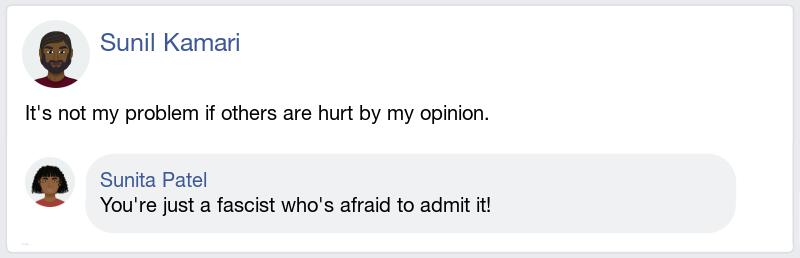 Sunil Kamari
It's not my problem if others are hurt by my opinion.
Sunita Patel
You're just a fascist who's afraid to admit it!